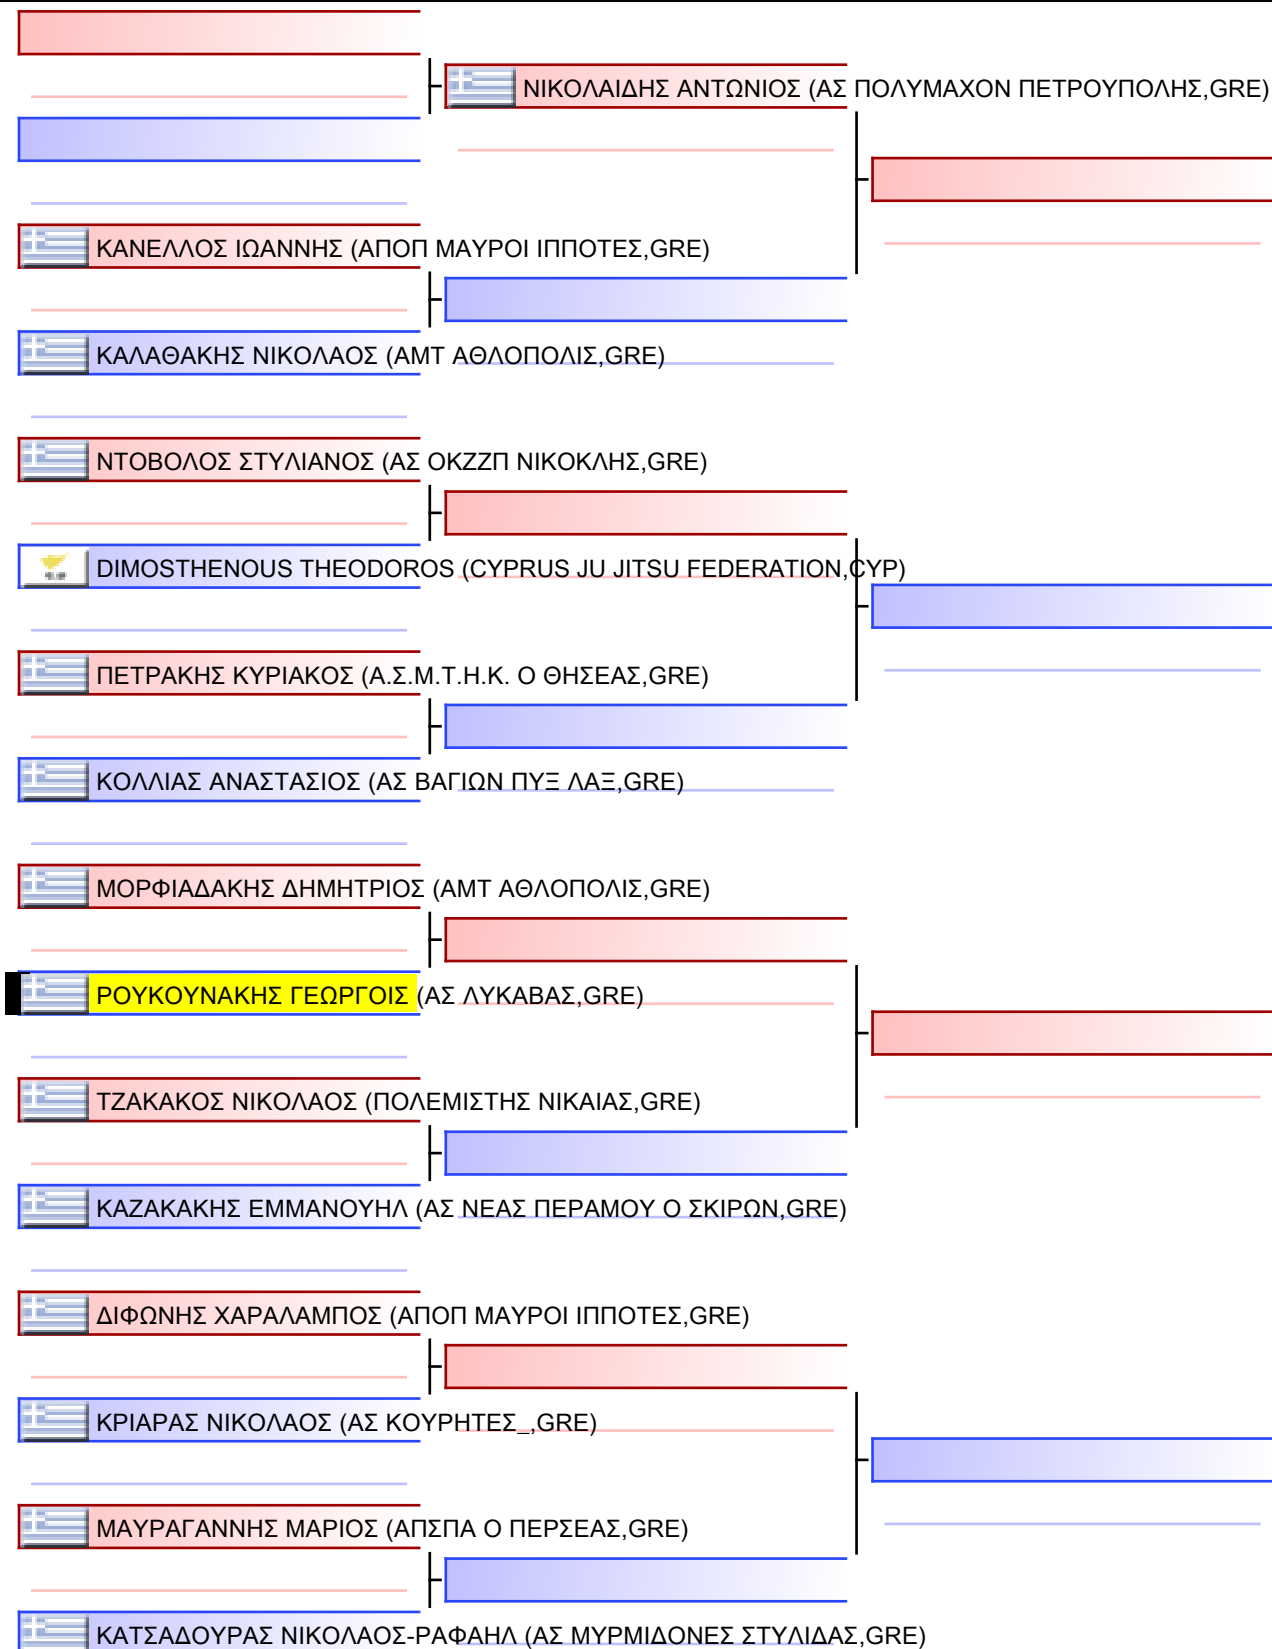 ΝΙΚΟΛΑΙΔΗΣ ΑΝΤΩΝΙΟΣ (ΑΣ ΠΟΛΥΜΑΧΟΝ ΠΕΤΡΟΥΠΟΛΗΣ,GRE)
ΚΑΝΕΛΛΟΣ ΙΩΑΝΝΗΣ (ΑΠΟΠ ΜΑΥΡΟΙ ΙΠΠΟΤΕΣ,GRE)
ΚΑΛΑΘΑΚΗΣ ΝΙΚΟΛΑΟΣ (ΑΜΤ ΑΘΛΟΠΟΛΙΣ,GRE)
ΝΤΟΒΟΛΟΣ ΣΤΥΛΙΑΝΟΣ (ΑΣ ΟΚΖΖΠ ΝΙΚΟΚΛΗΣ,GRE)
DIMOSTHENOUS THEODOROS (CYPRUS JU JITSU FEDERATION,CYP)
ΠΕΤΡΑΚΗΣ ΚΥΡΙΑΚΟΣ (Α.Σ.Μ.Τ.Η.Κ. Ο ΘΗΣΕΑΣ,GRE)
ΚΟΛΛΙΑΣ ΑΝΑΣΤΑΣΙΟΣ (ΑΣ ΒΑΓΙΩΝ ΠΥΞ ΛΑΞ,GRE)
ΜΟΡΦΙΑΔΑΚΗΣ ΔΗΜΗΤΡΙΟΣ (ΑΜΤ ΑΘΛΟΠΟΛΙΣ,GRE)
ΡΟΥΚΟΥΝΑΚΗΣ ΓΕΩΡΓΟΙΣ (ΑΣ ΛΥΚΑΒΑΣ,GRE)
ΤΖΑΚΑΚΟΣ ΝΙΚΟΛΑΟΣ (ΠΟΛΕΜΙΣΤΗΣ ΝΙΚΑΙΑΣ,GRE)
ΚΑΖΑΚΑΚΗΣ ΕΜΜΑΝΟΥΗΛ (ΑΣ ΝΕΑΣ ΠΕΡΑΜΟΥ Ο ΣΚΙΡΩΝ,GRE)
ΔΙΦΩΝΗΣ ΧΑΡΑΛΑΜΠΟΣ (ΑΠΟΠ ΜΑΥΡΟΙ ΙΠΠΟΤΕΣ,GRE)
ΚΡΙΑΡΑΣ ΝΙΚΟΛΑΟΣ (ΑΣ ΚΟΥΡΗΤΕΣ_,GRE)
ΜΑΥΡΑΓΑΝΝΗΣ ΜΑΡΙΟΣ (ΑΠΣΠΑ Ο ΠΕΡΣΕΑΣ,GRE)
ΚΑΤΣΑΔΟΥΡΑΣ ΝΙΚΟΛΑΟΣ-ΡΑΦΑΗΛ (ΑΣ ΜΥΡΜΙΔΟΝΕΣ ΣΤΥΛΙΔΑΣ,GRE)